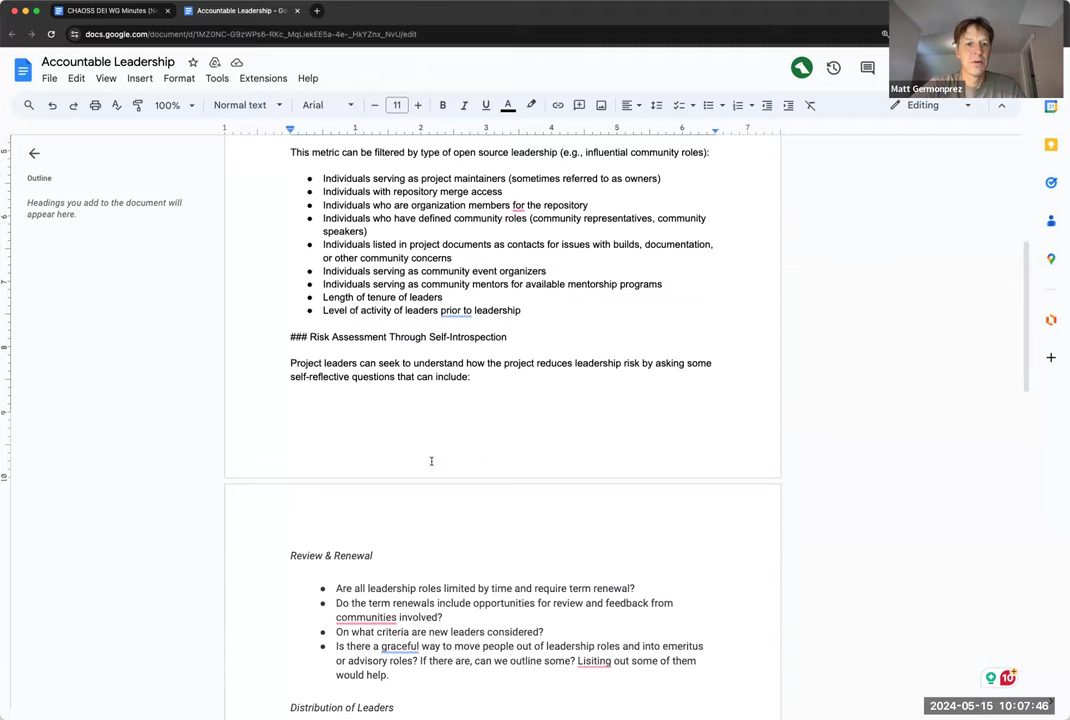 CHAOSS DEI WG Minutes (N
Accountable Leadership - Go
docs.google.com/document/d/1MZ0NC-G9zWPs6-RKc_MqLiekEE5a-4e-_HkYZnx_NvU/edit
Matt Germonprez
Accountable Leadership
File Edit View Insert Format Tools Extensions Help
100% Normal text Arial 11 Editing
1 1 2 3 4 5 6 7
Outline
Headings you add to the document will
appear here.
This metric can be filtered by type of open source leadership (e.g., influential community roles):
● Individuals serving as project maintainers (sometimes referred to as owners)
● Individuals with repository merge access
● Individuals who are organization members for the repository
● Individuals who have defined community roles (community representatives, community
speakers)
● Individuals listed in project documents as contacts for issues with builds, documentation,
or other community concerns
● Individuals serving as community event organizers
● Individuals serving as community mentors for available mentorship programs
● Length of tenure of leaders
● Level of activity of leaders prior to leadership
### Risk Assessment Through Self-Introspection
Project leaders can seek to understand how the project reduces leadership risk by asking some
self-reflective questions that can include:
Review & Renewal
● Are all leadership roles limited by time and require term renewal?
● Do the term renewals include opportunities for review and feedback from
communities involved?
● On what criteria are new leaders considered?
● Is there a graceful way to move people out of leadership roles and into emeritus
or advisory roles? If there are, can we outline some? Lisiting out some of them
would help.
Distribution of Leaders
10
2024-05-15 10:07:46